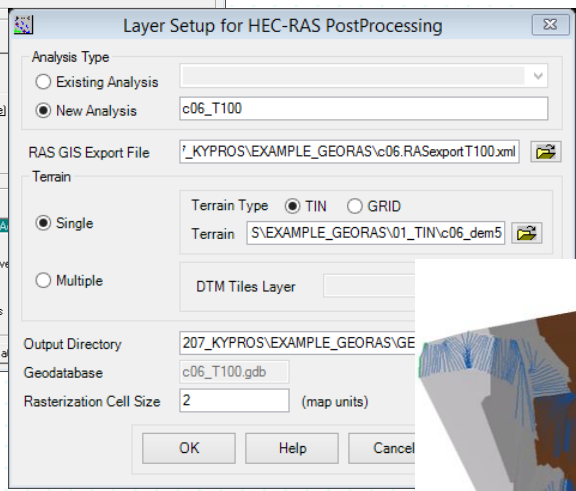 Layer Setup for HEC-RAS PostProcessing
Analysis Type
Existing Analysis
New Analysis c06_T100
RAS GIS Export File '_KYPROS\EXAMPLE_GEORAS\c06.RASexportT100.xml
Terrain
Single
Terrain Type TIN GRID
Terrain S\EXAMPLE_GEORAS\01_TIN\c06_dem5
Multiple
DTM Tiles Layer
Output Directory 207_KYPROS\EXAMPLE_GEORAS\GE
Geodatabase c06_T100.gdb
Rasterization Cell Size 2 (map units)
OK Help Cancel